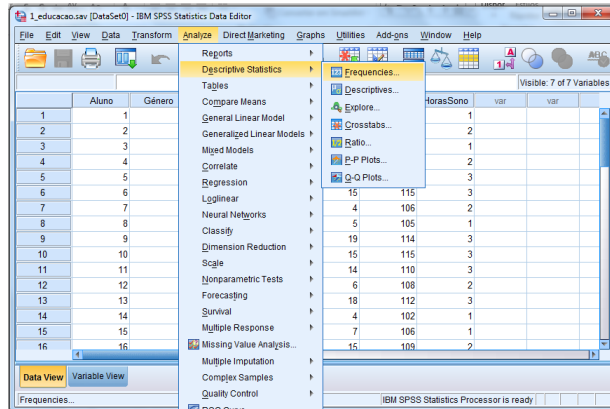 1_educacao.sav [DataSet0] - IBM SPSS Statistics Data Editor
File Edit View Data Transform Analyze Direct Marketing Graphs Utilities Add-ons Window Help
Visible: 7 of 7 Variables
Aluno Género HorasSono var var
Reports
Descriptive Statistics
Tables
Compare Means
General Linear Model
Generalized Linear Models
Mixed Models
Correlate
Regression
Loglinear
Neural Networks
Classify
Dimension Reduction
Scale
Nonparametric Tests
Forecasting
Survival
Multiple Response
Missing Value Analysis...
Multiple Imputation
Complex Samples
Quality Control
Frequencies...
Descriptives...
Explore...
Crosstabs...
Ratio...
P-P Plots...
Q-Q Plots...
1 1 1
2 2 2
3 3 1
4 4 2
5 5 3
6 6 15 115 3
7 7 4 106 2
8 8 5 105 1
9 9 19 114 3
10 10 15 115 3
11 11 14 110 3
12 12 6 108 2
13 13 18 112 3
14 14 4 102 1
15 15 7 106 1
16 16 15 109 2
Data View Variable View
Frequencies... IBM SPSS Statistics Processor is ready